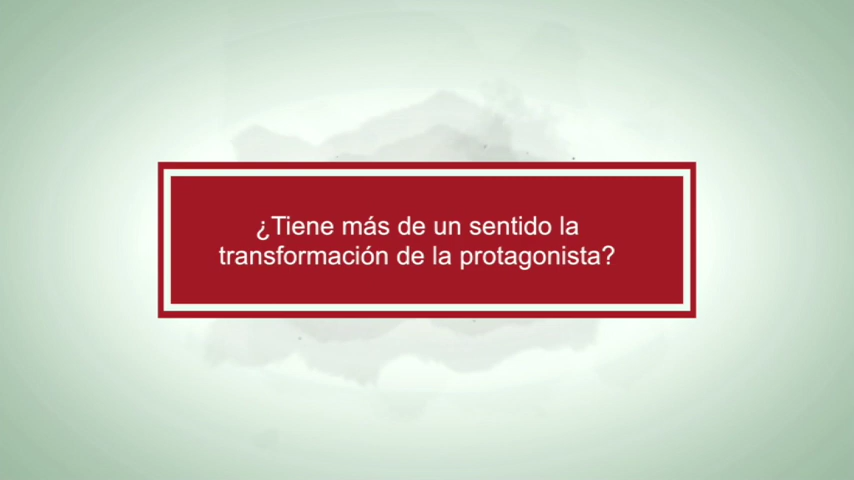 ¿Tiene más de un sentido la
transformación de la protagonista?